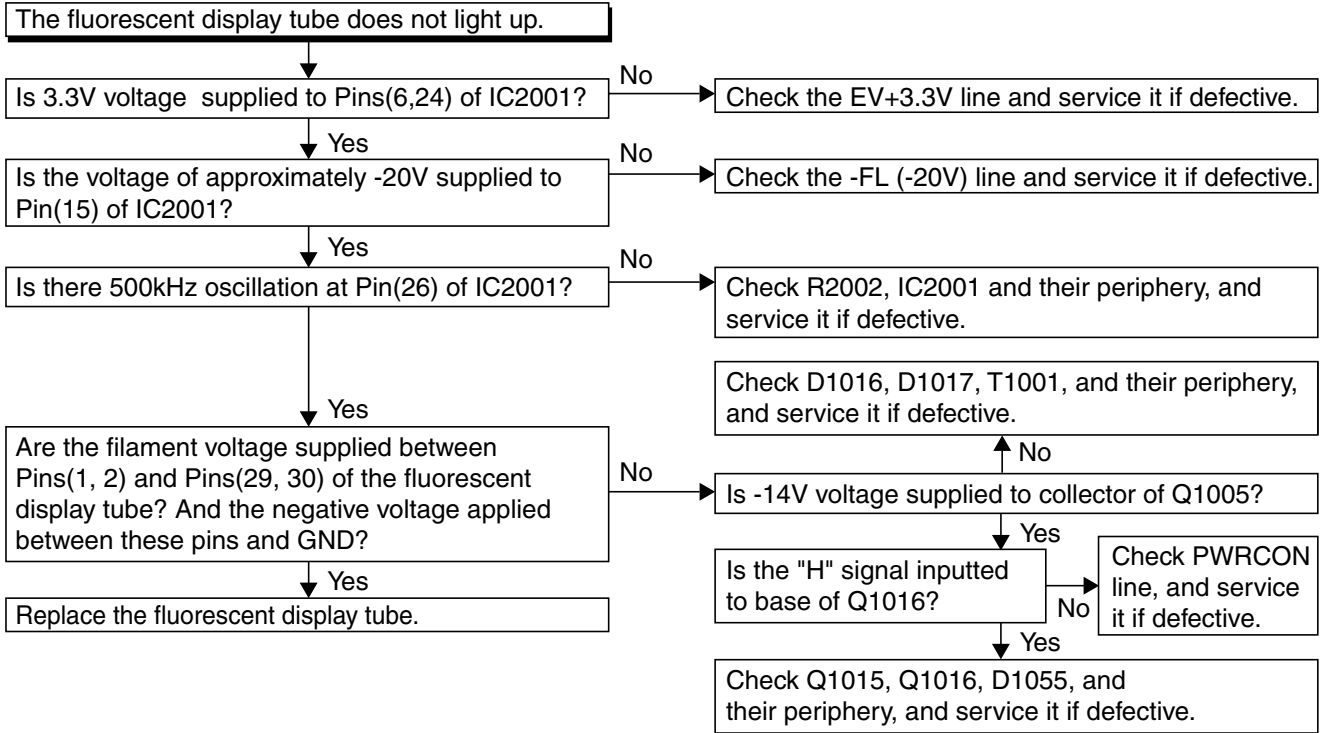 The fluorescent display tube does not light up.
No
Is 3.3V voltage supplied to Pins(6,24) of IC2001?
Check the EV+3.3V line and service it if defective.
Yes
No
Is the voltage of approximately -20V supplied to
Pin(15) of IC2001?
Check the -FL (-20V) line and service it if defective.
Yes
No
Is there 500kHz oscillation at Pin(26) of IC2001?
Check R2002, IC2001 and their periphery, and
service it if defective.
Yes
Check D1016, D1017, T1001, and their periphery,
and service it if defective.
No
Are the filament voltage supplied between
Pins(1, 2) and Pins(29, 30) of the fluorescent
display tube? And the negative voltage applied
between these pins and GND?
No
Is -14V voltage supplied to collector of Q1005?
Yes
Is the "H" signal inputted
to base of Q1016?
No
Check PWRCON
line, and service
it if defective.
Yes
Replace the fluorescent display tube.
Yes
Check Q1015, Q1016, D1055, and
their periphery, and service it if defective.